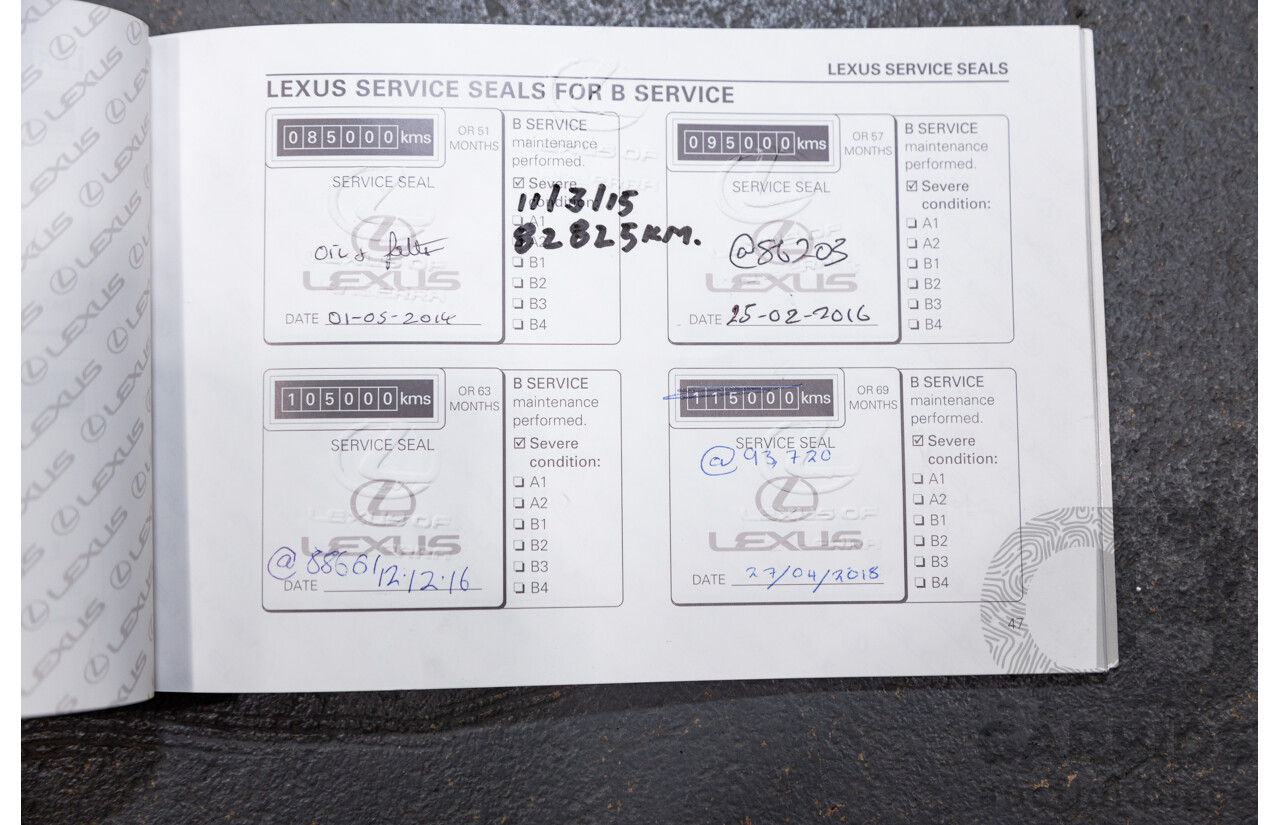 LEXUS SERVICE SEALS
LEXUS SERVICE SEALS FOR B SERVICE
085000 kms
OR 51
MONTHS
SERVICE SEAL
OIL &
LEXUS
DATE 01-05-2014
B SERVICE
maintenance
performed.
☑ Severe
condition:
11/3/15
82825KM.
❏ A1
❏ A2
❏ B1
❏ B2
❏ B3
❏ B4
095000 kms
OR 57
MONTHS
SERVICE SEAL
@86203
LEXUS
DATE 25-02-2016
B SERVICE
maintenance
performed.
☑ Severe
condition:
❏ A1
❏ A2
❏ B1
❏ B2
❏ B3
❏ B4
105000 kms
OR 63
MONTHS
SERVICE SEAL
LEXUS
@88661
DATE 12.12.16
B SERVICE
maintenance
performed.
☑ Severe
condition:
❏ A1
❏ A2
❏ B1
❏ B2
❏ B3
❏ B4
115000 kms
OR 69
MONTHS
SERVICE SEAL
@93,720
LEXUS
DATE 27/04/2018
B SERVICE
maintenance
performed.
☑ Severe
condition:
❏ A1
❏ A2
❏ B1
❏ B2
❏ B3
❏ B4
47